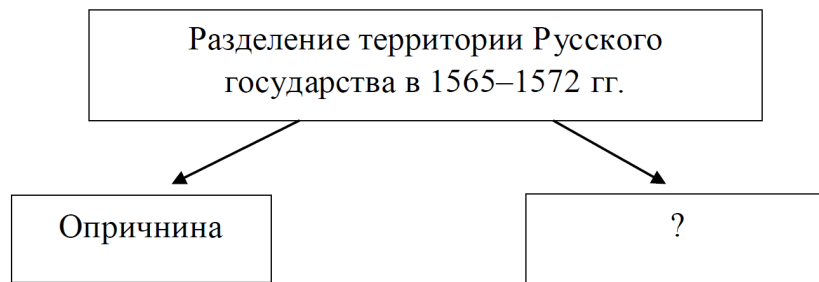 Разделение территории Русского
государства в 1565–1572 гг.
Опричнина
?